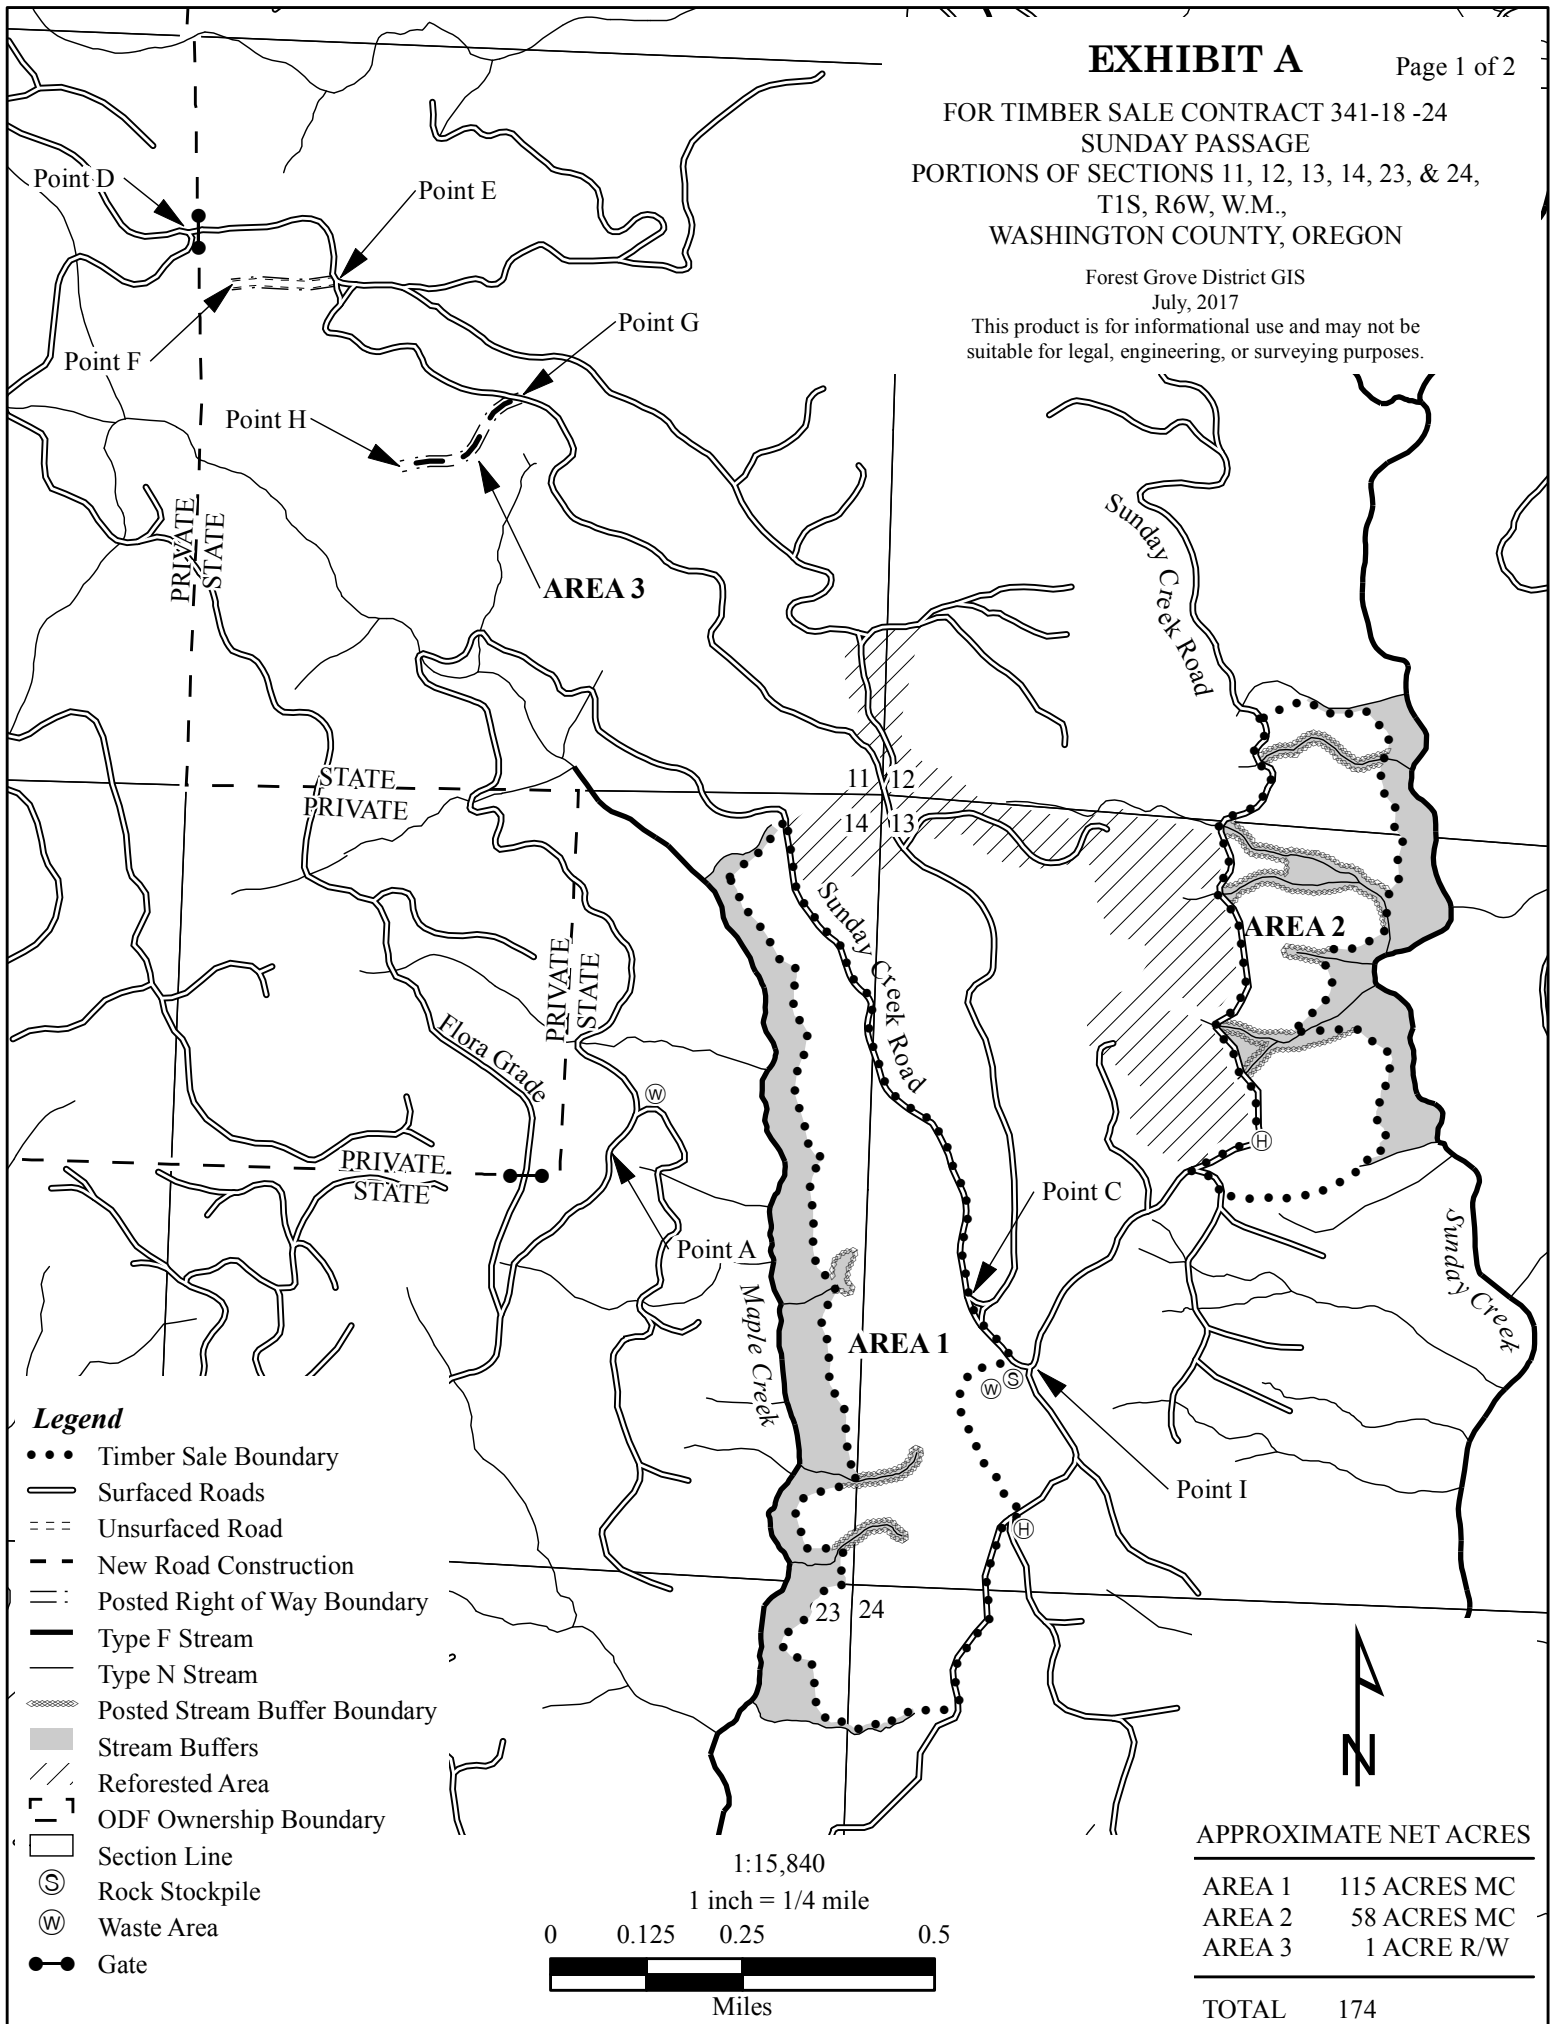 EXHIBIT A
Page 1 of 2
FOR TIMBER SALE CONTRACT 341-18 -24
SUNDAY PASSAGE
PORTIONS OF SECTIONS 11, 12, 13, 14, 23, & 24,
T1S, R6W, W.M.,
WASHINGTON COUNTY, OREGON
Forest Grove District GIS
July, 2017
This product is for informational use and may not be
suitable for legal, engineering, or surveying purposes.
Point D
Point E
Point F
Point G
Point H
AREA 3
PRIVATE
STATE
Sunday Creek Road
STATE
PRIVATE
11
12
14
13
Sunday Creek Road
AREA 2
PRIVATE
STATE
Flora Grade
W
H
PRIVATE
STATE
Point C
Point A
Maple Creek
AREA 1
Sunday Creek
W
S
Point I
H
23
24
N
Legend
Timber Sale Boundary
Surfaced Roads
Unsurfaced Road
New Road Construction
Posted Right of Way Boundary
Type F Stream
Type N Stream
Posted Stream Buffer Boundary
Stream Buffers
Reforested Area
ODF Ownership Boundary
Section Line
S Rock Stockpile
W Waste Area
Gate
1:15,840
1 inch = 1/4 mile
0 0.125 0.25 0.5
Miles
APPROXIMATE NET ACRES
AREA 1 115 ACRES MC
AREA 2 58 ACRES MC
AREA 3 1 ACRE R/W
TOTAL 174